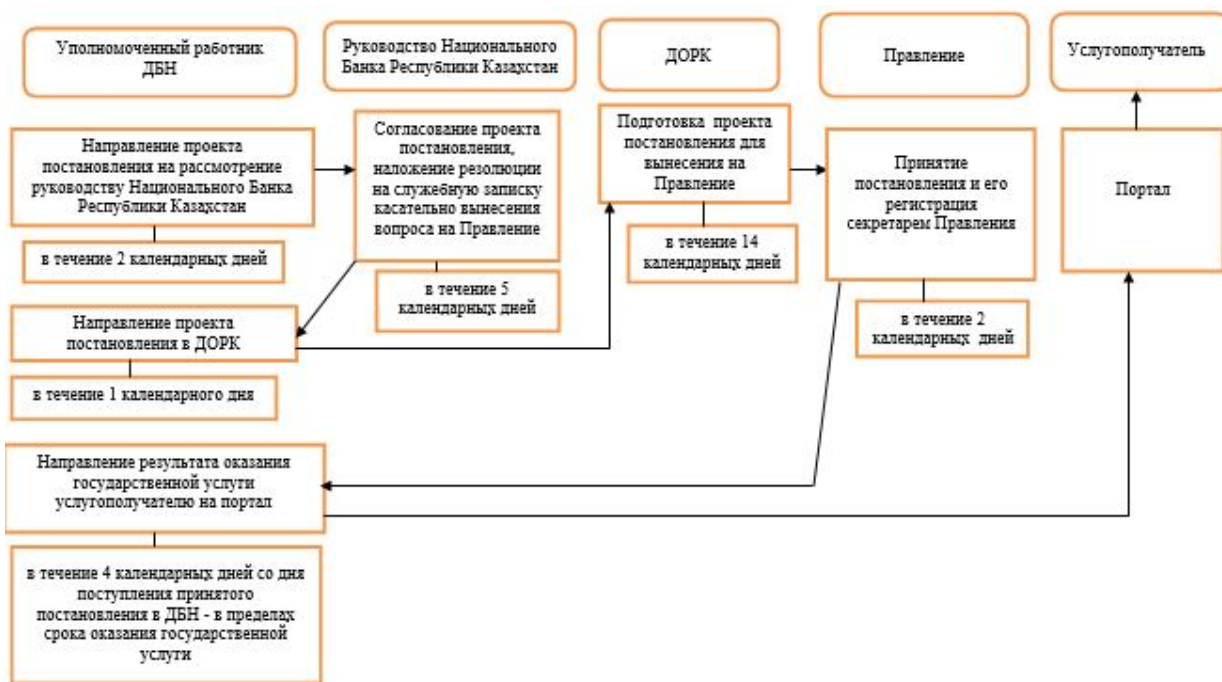 Уполномоченный работник
ДБН
Руководство Национального
Банка Республики Казахстан
ДОРК
Правление
Услугополучатель
Направление проекта
постановления на рассмотрение
руководству Национального Банка
Республики Казахстан
в течение 2 календарных дней
Согласование проекта
постановления,
наложение резолюции
на служебную записку
касательно вынесения
вопроса на Правление
в течение 5
календарных дней
Подготовка проекта
постановления для
вынесения на
Правление
в течение 14
календарных дней
Принятие
постановления и его
регистрация
секретарем Правления
в течение 2
календарных дней
Портал
Направление проекта
постановления в ДОРК
в течение 1 календарного дня
Направление результата оказания
государственной услуги
услугополучателю на портал
в течение 4 календарных дней со дня
поступления принятого
постановления в ДБН - в пределах
срока оказания государственной
услуги